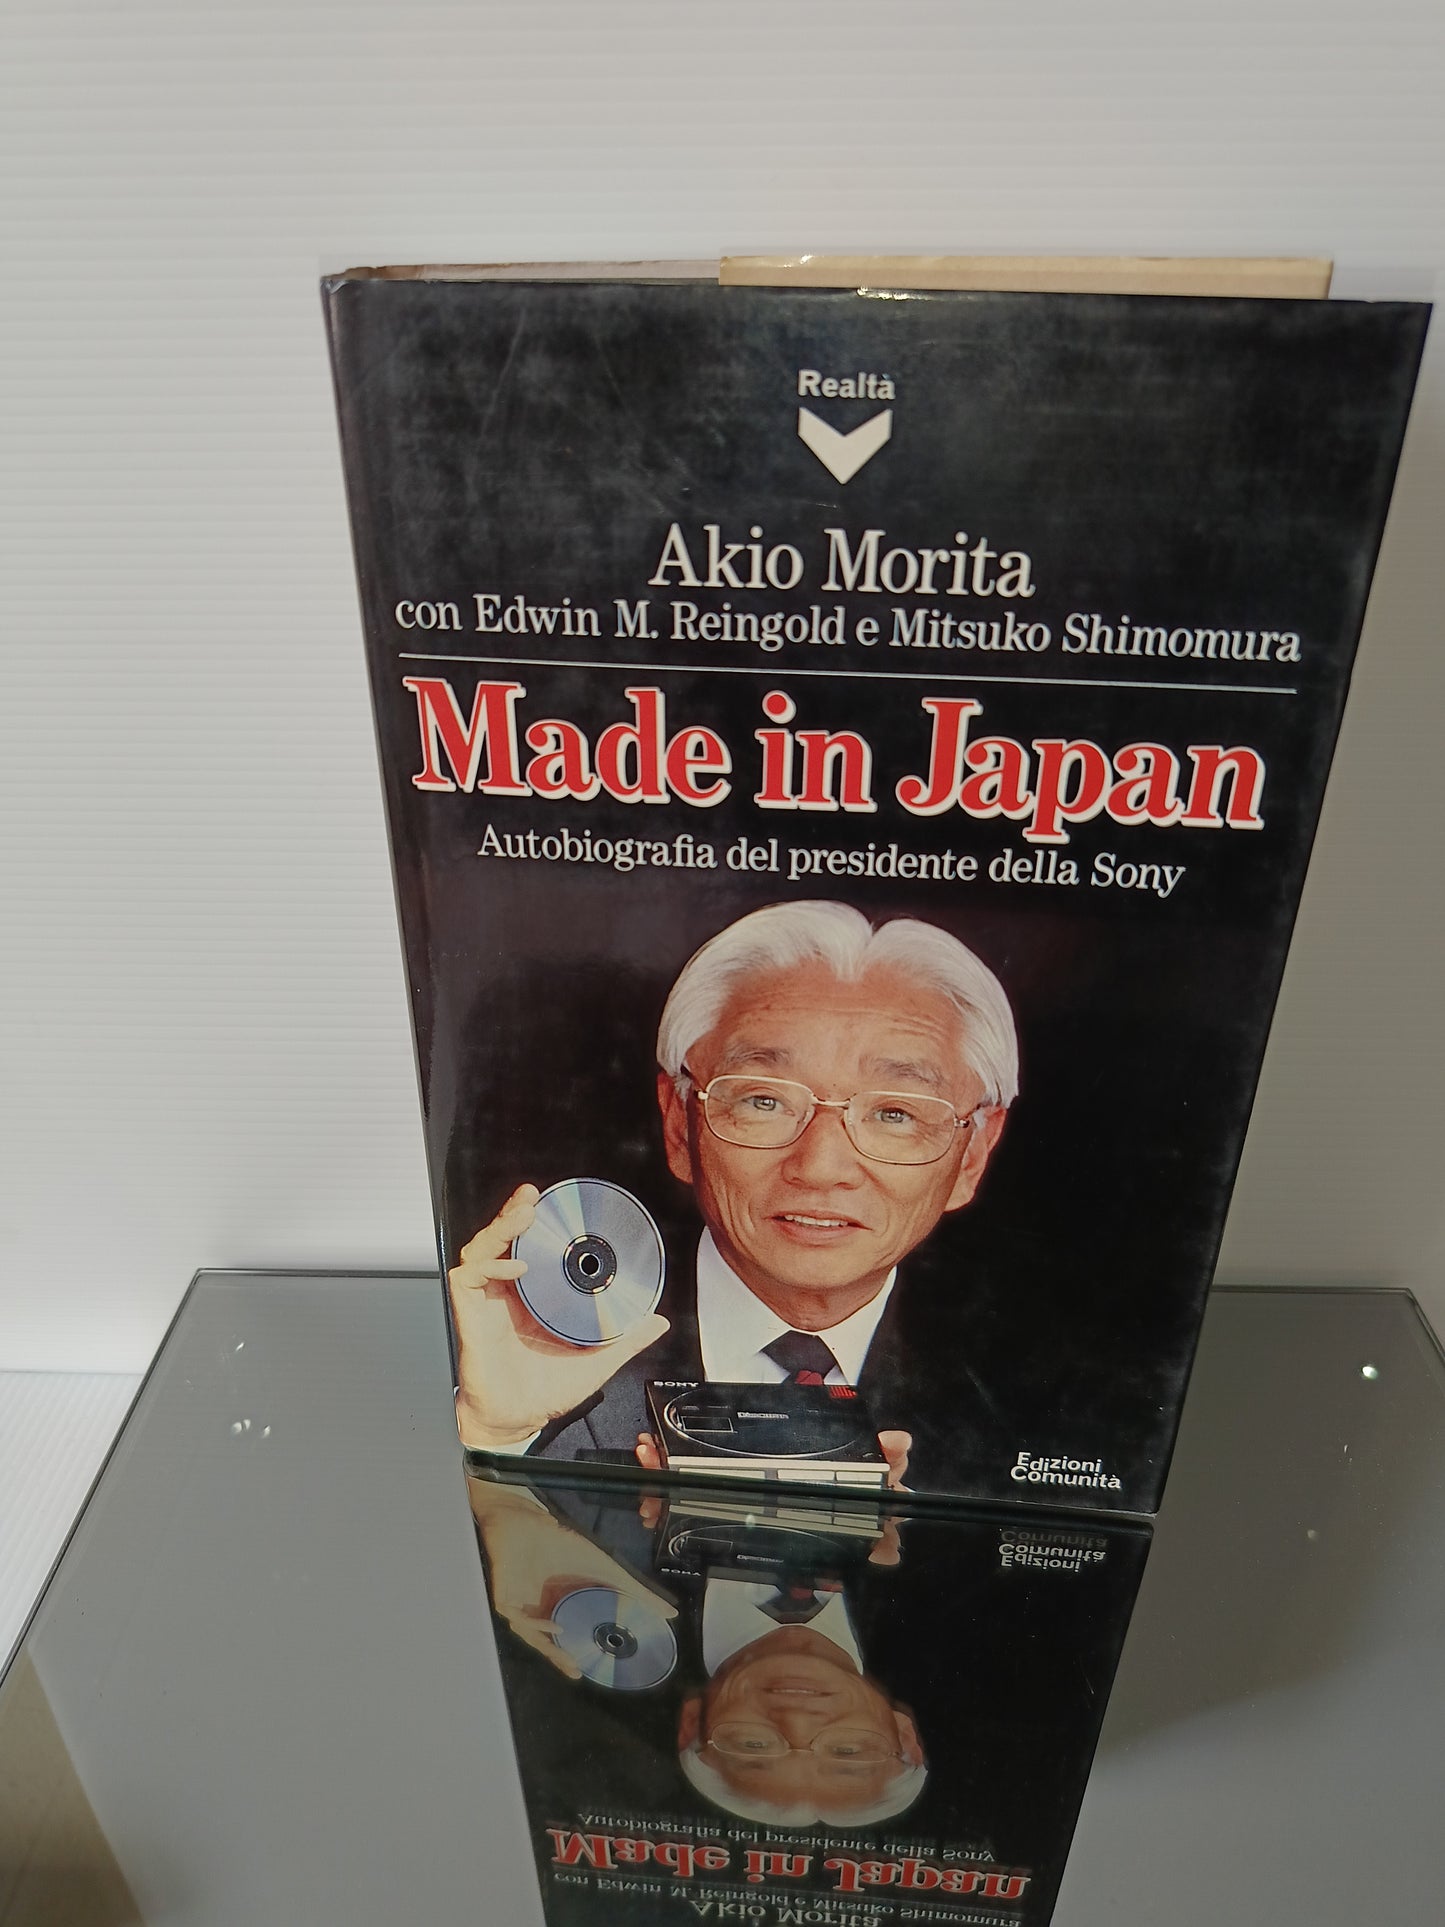 Realtà
Akio Morita
con Edwin M. Reingold e Mitsuko Shimomura
Made in Japan
Autobiografia del presidente della Sony
SONY
Edizioni
Comunità